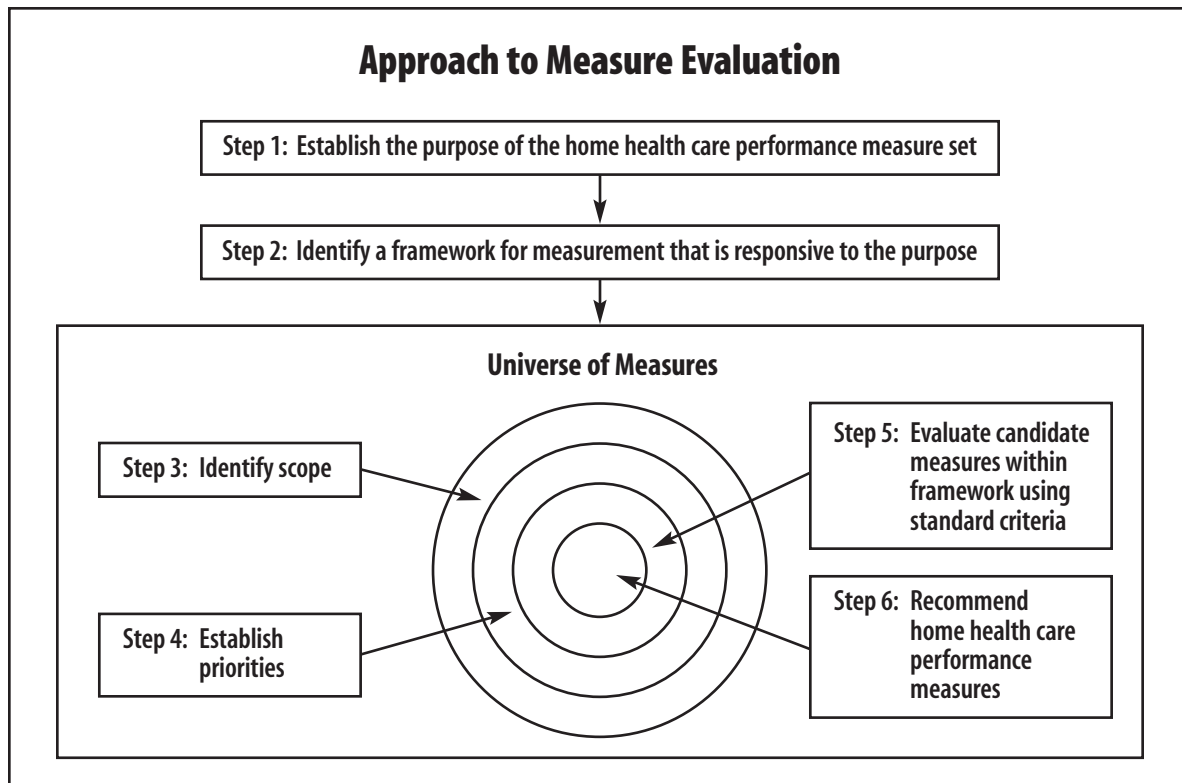 Approach to Measure Evaluation
Step 1: Establish the purpose of the home health care performance measure set
Step 2: Identify a framework for measurement that is responsive to the purpose
Universe of Measures
Step 3: Identify scope
Step 4: Establish
priorities
Step 5: Evaluate candidate
measures within
framework using
standard criteria
Step 6: Recommend
home health care
performance
measures